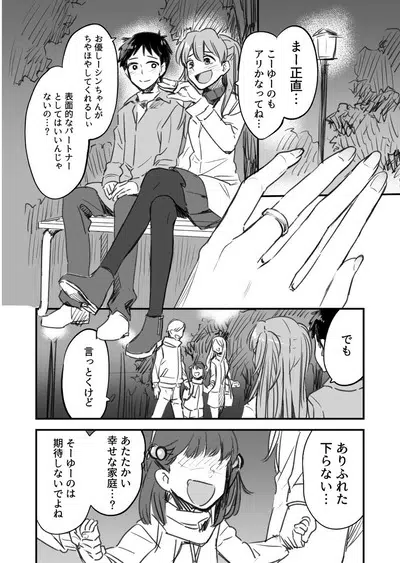 まー正直…
こーゆーのも
アリかなってね…
お優しーシンちゃんが
ちやほやしてくれるしぃ
表面的なパートナー
としてはいいんじゃ
ないの…?
でも
言っとくけど
ありふれた
下らない…
あたたかい
幸せな家庭…?
そーゆーのは
期待しないでよね